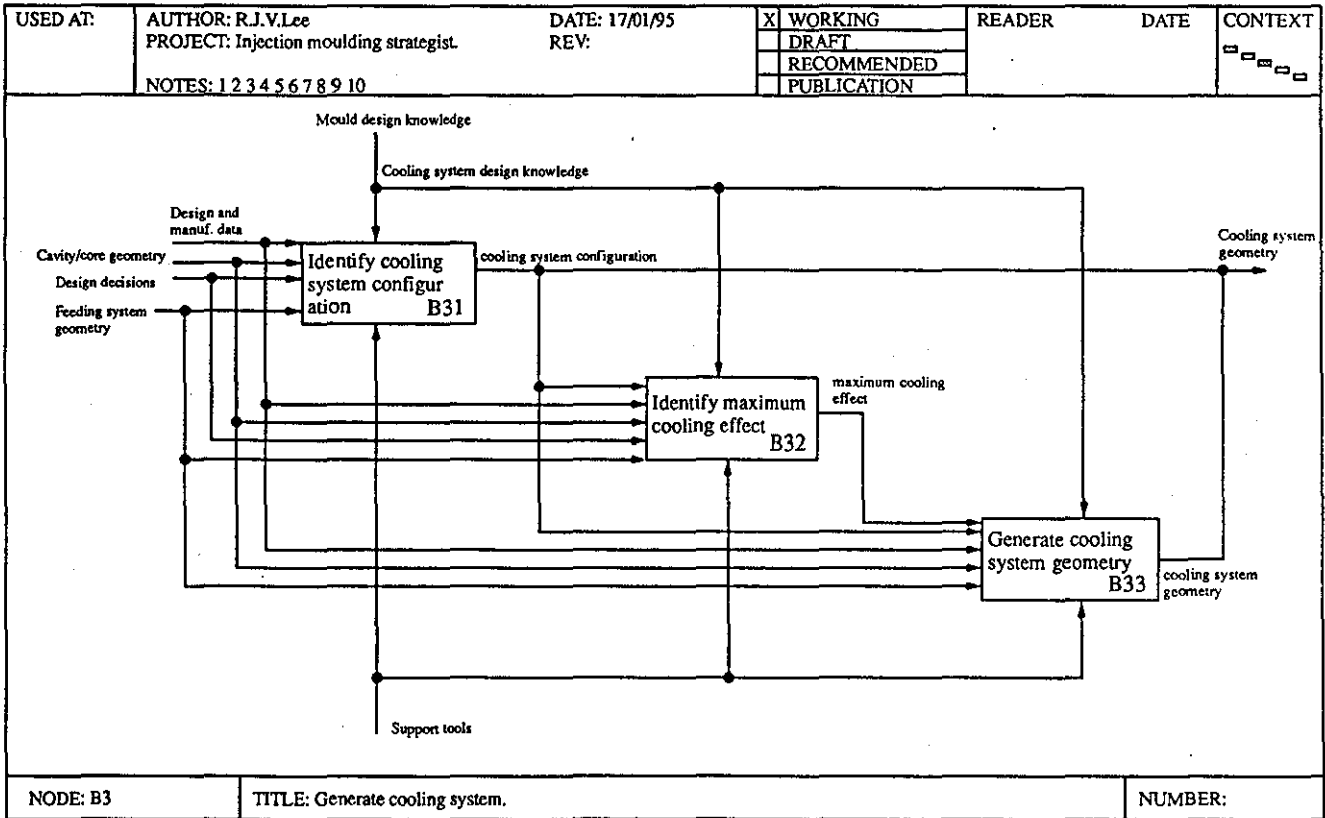 USED AT:
AUTHOR: R.J.V.Lee
DATE: 17/01/95
X WORKING
READER
DATE
CONTEXT
PROJECT: Injection moulding strategist.
REV:
DRAFT
RECOMMENDED
NOTES: 1 2 3 4 5 6 7 8 9 10
PUBLICATION
Mould design knowledge
Cooling system design knowledge
Design and
manuf. data
Cavity/core geometry
Design decisions
Feeding system
geometry
Identify cooling
system configur
ation
B31
cooling system configuration
Cooling system
geometry
Identify maximum
cooling effect
B32
maximum cooling
effect
Generate cooling
system geometry
B33
cooling system
geometry
Support tools
NODE: B3
TITLE: Generate cooling system.
NUMBER: